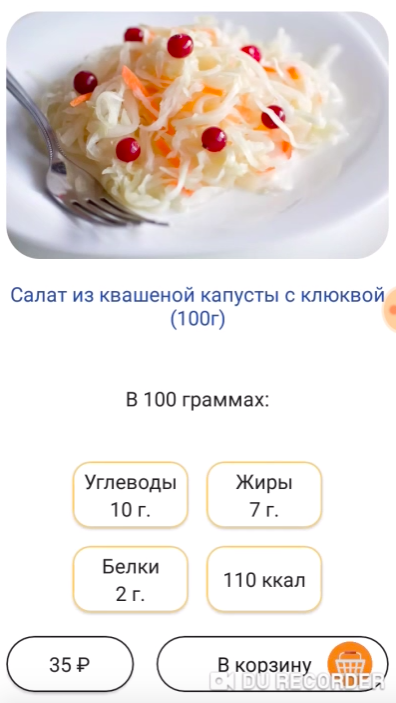 Салат из квашеной капусты с клюквой
(100г)
В 100 граммах:
Углеводы
10 г.
Жиры
7 г.
Белки
2 г.
110 ккал
35 ₽
В корзину
DU RECORDER